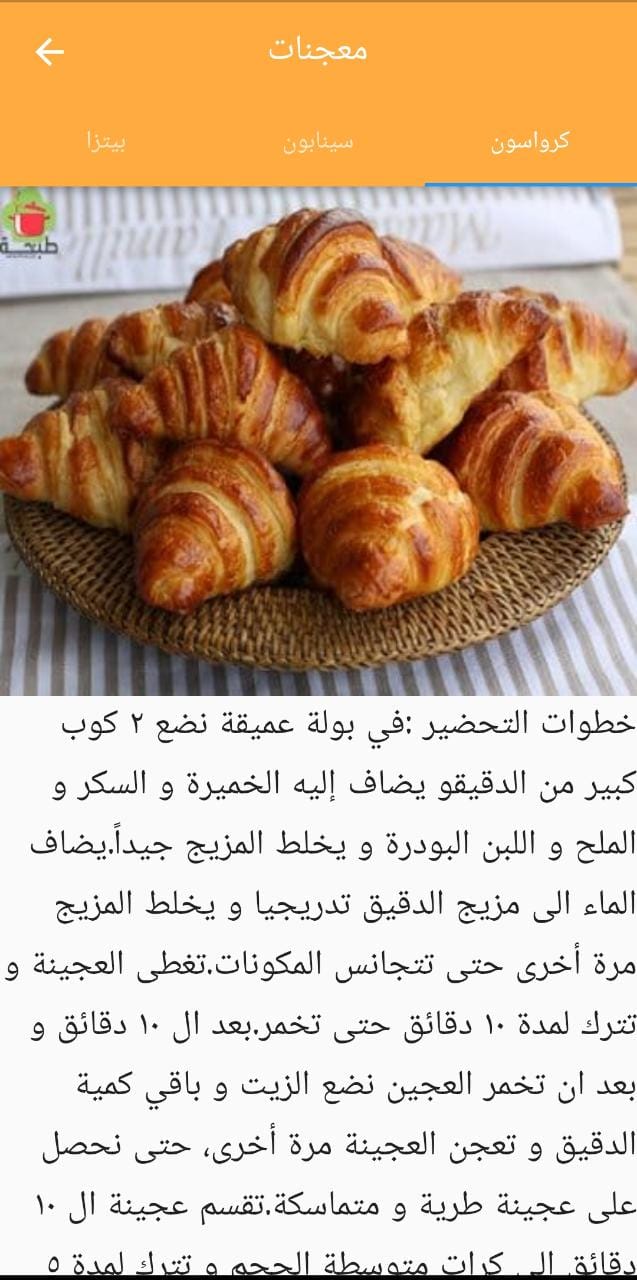 معجنات
كرواسون
سينابون
بيتزا
طبخة
خطوات التحضير :في بولة عميقة نضع ٢ كوب
كبير من الدقيقو يضاف إليه الخميرة و السكر و
الملح و اللبن البودرة و يخلط المزيج جيداً.يضاف
الماء الى مزيج الدقيق تدريجيا و يخلط المزيج
مرة أخرى حتى تتجانس المكونات.تغطى العجينة و
تترك لمدة ١٠ دقائق حتى تخمر.بعد ال ١٠ دقائق و
بعد ان تخمر العجين نضع الزيت و باقي كمية
الدقيق و تعجن العجينة مرة أخرى، حتى نحصل
على عجينة طرية و متماسكة.تقسم عجينة ال ١٠
دقائق إلى كرات متوسطة الحجم و تترك لمدة ٥